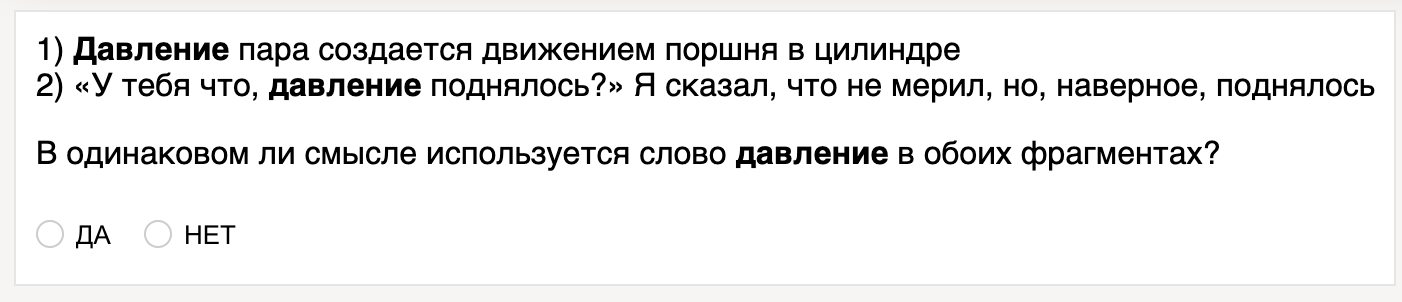 1) Давление пара создается движением поршня в цилиндре
2) «У тебя что, давление поднялось?» Я сказал, что не мерил, но, наверное, поднялось
В одинаковом ли смысле используется слово давление в обоих фрагментах?
ДА НЕТ